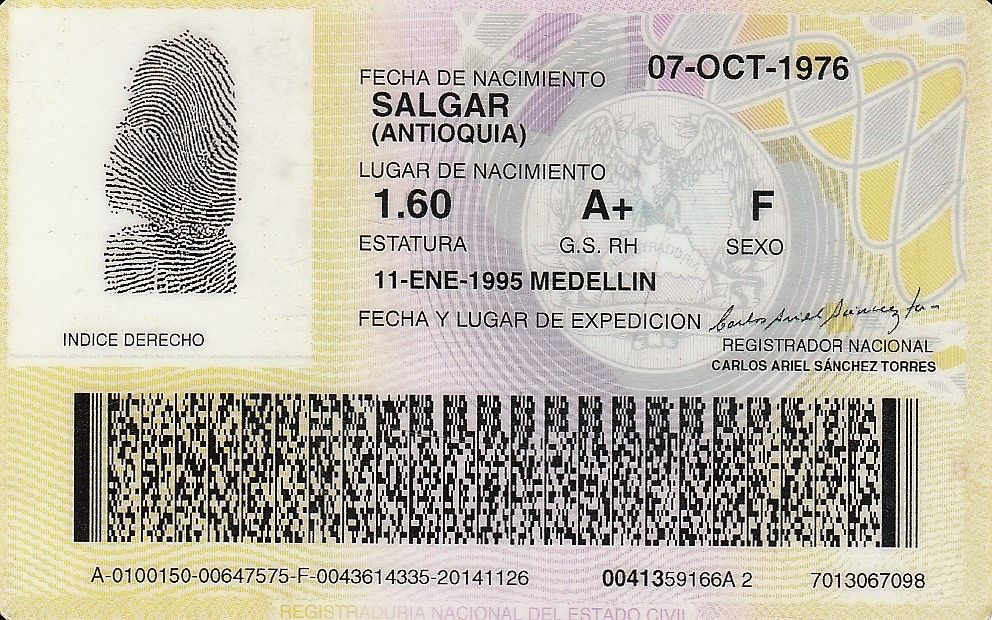 FECHA DE NACIMIENTO 07-OCT-1976
SALGAR
(ANTIOQUIA)
LUGAR DE NACIMIENTO
1.60 A+ F
ESTATURA G.S. RH SEXO
11-ENE-1995 MEDELLIN
FECHA Y LUGAR DE EXPEDICION
INDICE DERECHO
REGISTRADOR NACIONAL
CARLOS ARIEL SÁNCHEZ TORRES
A-0100150-00647575-F-0043614335-20141126 0041359166A 2 7013067098
REGISTRADURIA NACIONAL DEL ESTADO CIVIL